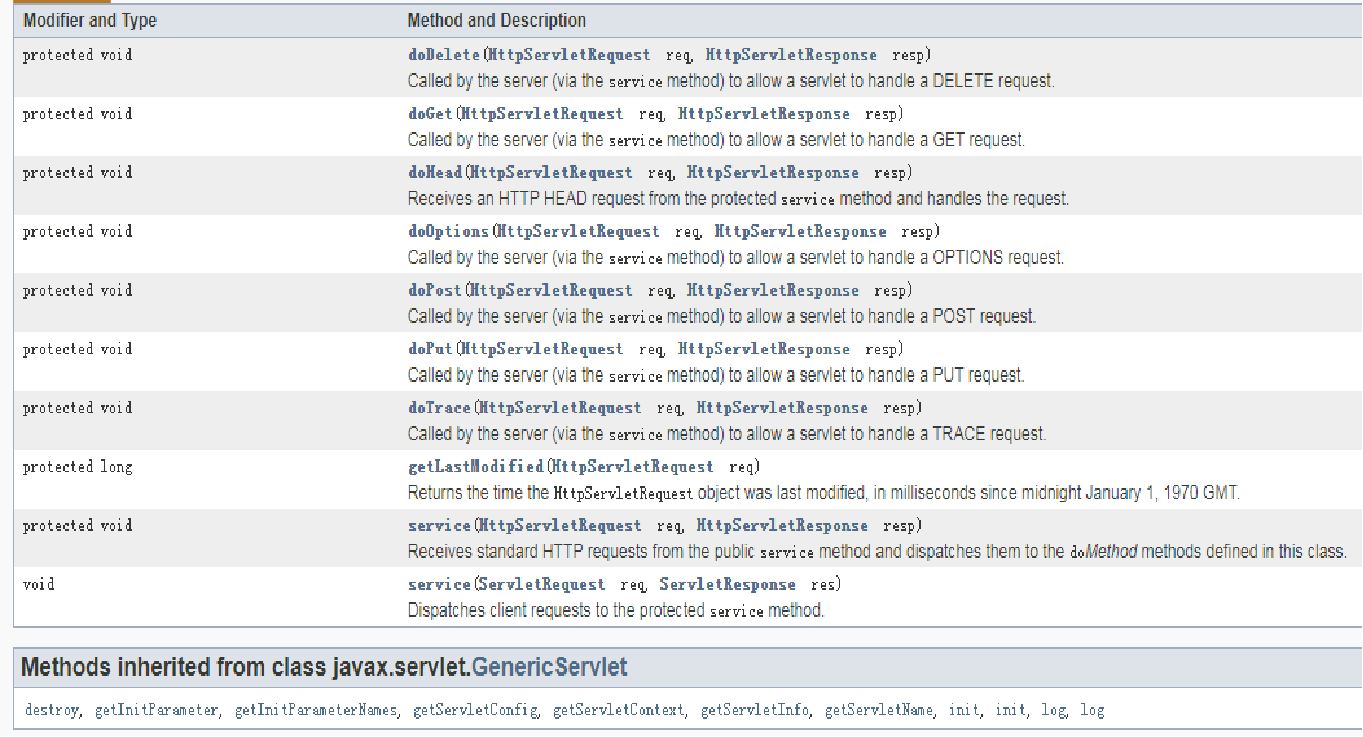 Modifier and Type Method and Description
protected void doDelete(HttpServletRequest req, HttpServletResponse resp)
Called by the server (via the service method) to allow a servlet to handle a DELETE request.
protected void doGet(HttpServletRequest req, HttpServletResponse resp)
Called by the server (via the service method) to allow a servlet to handle a GET request.
protected void doHead(HttpServletRequest req, HttpServletResponse resp)
Receives an HTTP HEAD request from the protected service method and handles the request.
protected void doOptions(HttpServletRequest req, HttpServletResponse resp)
Called by the server (via the service method) to allow a servlet to handle a OPTIONS request.
protected void doPost(HttpServletRequest req, HttpServletResponse resp)
Called by the server (via the service method) to allow a servlet to handle a POST request.
protected void doPut(HttpServletRequest req, HttpServletResponse resp)
Called by the server (via the service method) to allow a servlet to handle a PUT request.
protected void doTrace(HttpServletRequest req, HttpServletResponse resp)
Called by the server (via the service method) to allow a servlet to handle a TRACE request.
protected long getLastModified(HttpServletRequest req)
Returns the time the HttpServletRequest object was last modified, in milliseconds since midnight January 1, 1970 GMT.
protected void service(HttpServletRequest req, HttpServletResponse resp)
Receives standard HTTP requests from the public service method and dispatches them to the doMethod methods defined in this class.
void service(ServletRequest req, ServletResponse res)
Dispatches client requests to the protected service method.
Methods inherited from class javax.servlet.GenericServlet
destroy, getInitParameter, getInitParameterNames, getServletConfig, getServletContext, getServletInfo, getServletName, init, init, log, log